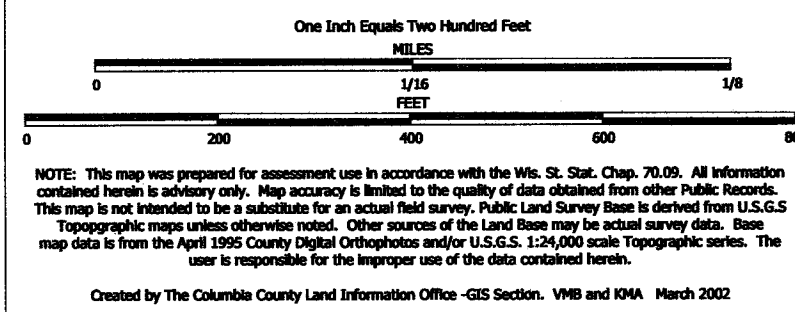 One Inch Equals Two Hundred Feet
MILES
0 1/16 1/8
FEET
0 200 400 600 80
NOTE: This map was prepared for assessment use in accordance with the Wis. St. Stat. Chap. 70.09. All information
contained herein is advisory only. Map accuracy is limited to the quality of data obtained from other Public Records.
This map is not intended to be a substitute for an actual field survey. Public Land Survey Base is derived from U.S.G.S
Topopgraphic maps unless otherwise noted. Other sources of the Land Base may be actual survey data. Base
map data is from the April 1995 County Digital Orthophotos and/or U.S.G.S. 1:24,000 scale Topographic series. The
user is responsible for the improper use of the data contained herein.
Created by The Columbia County Land Information Office -GIS Section. VMB and KMA March 2002